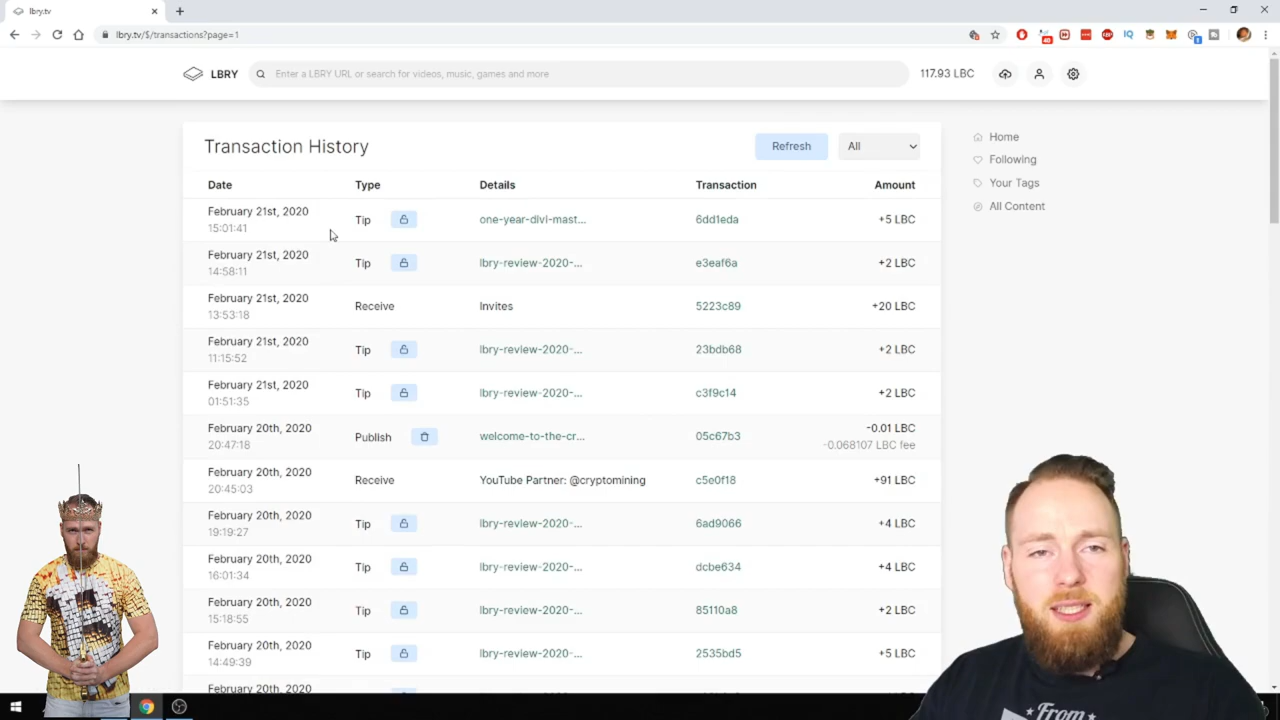 lbry.tv
lbry.tv/$/transactions?page=1
LBRY
Enter a LBRY URL or search for videos, music, games and more
117.93 LBC
Transaction History
Refresh
All
Home
Following
Your Tags
All Content
Date Type Details Transaction Amount
February 21st, 2020
15:01:41
Tip one-year-divi-mast... 6dd1eda +5 LBC
February 21st, 2020
14:58:11
Tip lbry-review-2020-... e3eaf6a +2 LBC
February 21st, 2020
13:53:18
Receive Invites 5223c89 +20 LBC
February 21st, 2020
11:15:52
Tip lbry-review-2020-... 23bdb68 +2 LBC
February 21st, 2020
01:51:35
Tip lbry-review-2020-... c3f9c14 +2 LBC
February 20th, 2020
20:47:18
Publish welcome-to-the-cr... 05c67b3 -0.01 LBC
-0.068107 LBC fee
February 20th, 2020
20:45:03
Receive YouTube Partner: @cryptomining c5e0f18 +91 LBC
February 20th, 2020
19:19:27
Tip lbry-review-2020-... 6ad9066 +4 LBC
February 20th, 2020
16:01:34
Tip lbry-review-2020-... dcbe634 +4 LBC
February 20th, 2020
15:18:55
Tip lbry-review-2020-... 85110a8 +2 LBC
February 20th, 2020
14:49:39
Tip lbry-review-2020-... 2535bd5 +5 LBC
February 20th, 2020
From